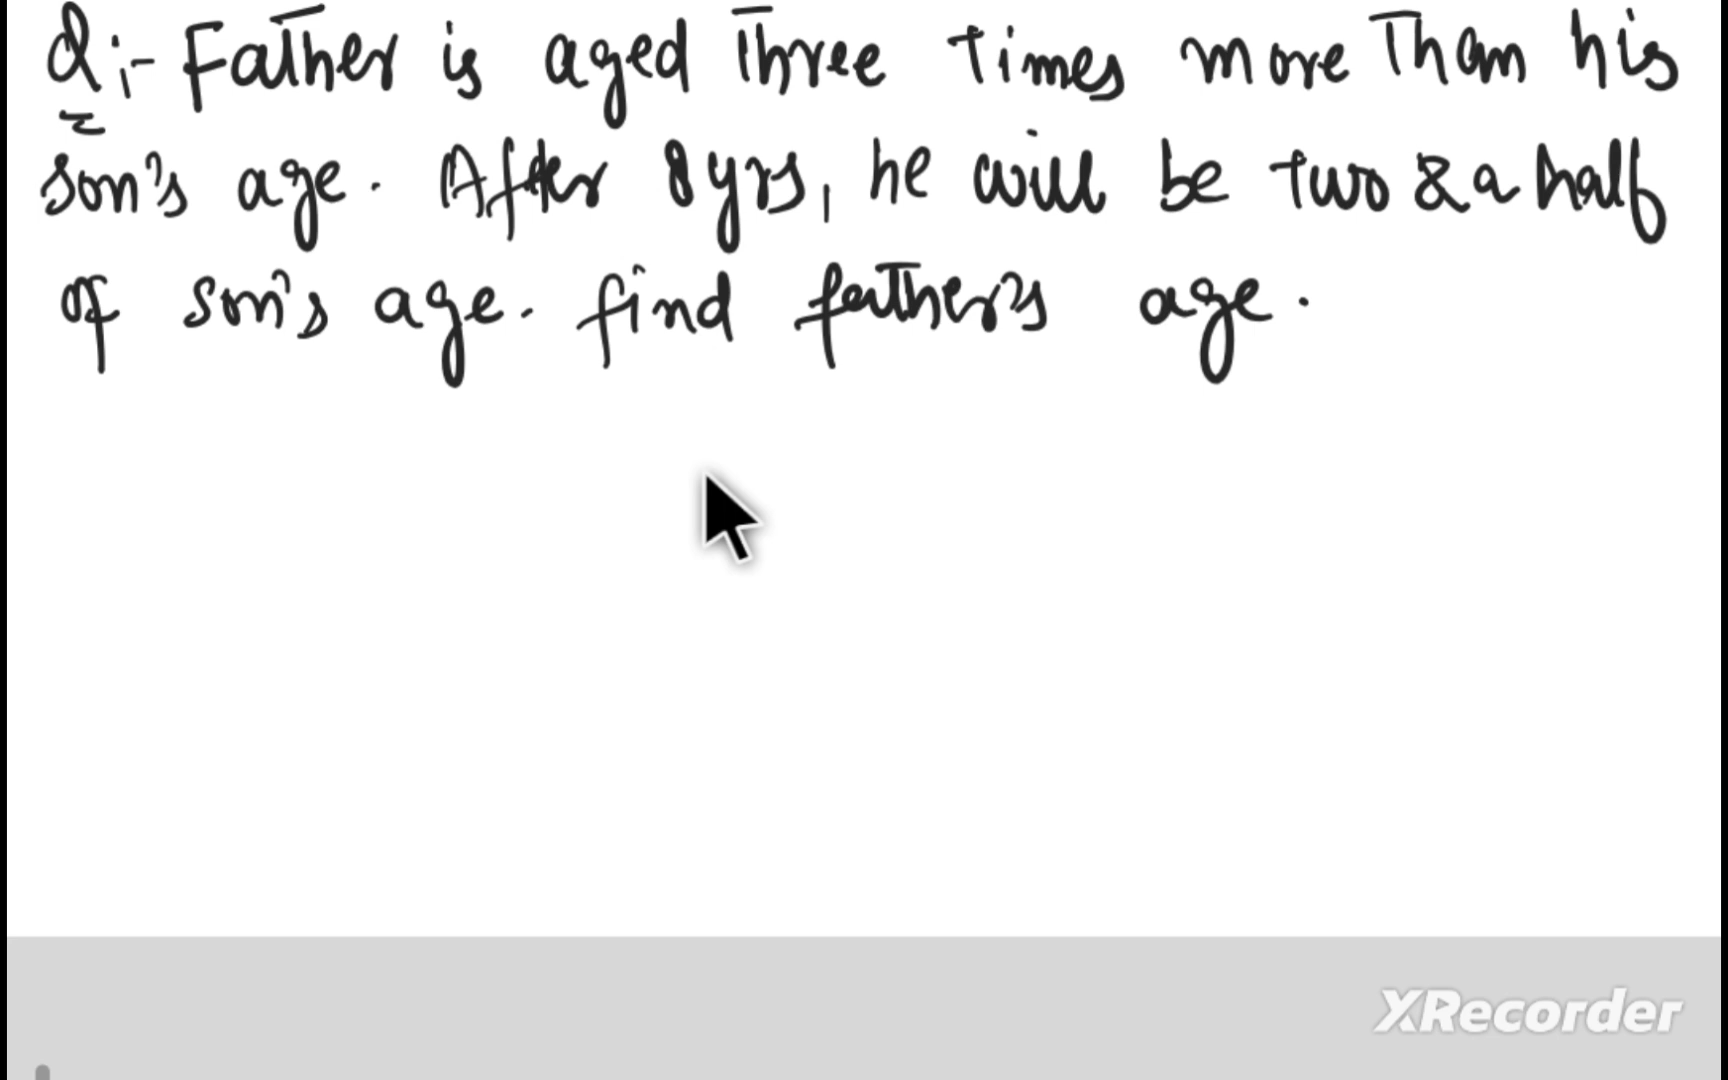 Q:- Father is aged three times more than his
son's age. After 8yrs, he will be two & a half
of son's age. find father's age.
XRecorder